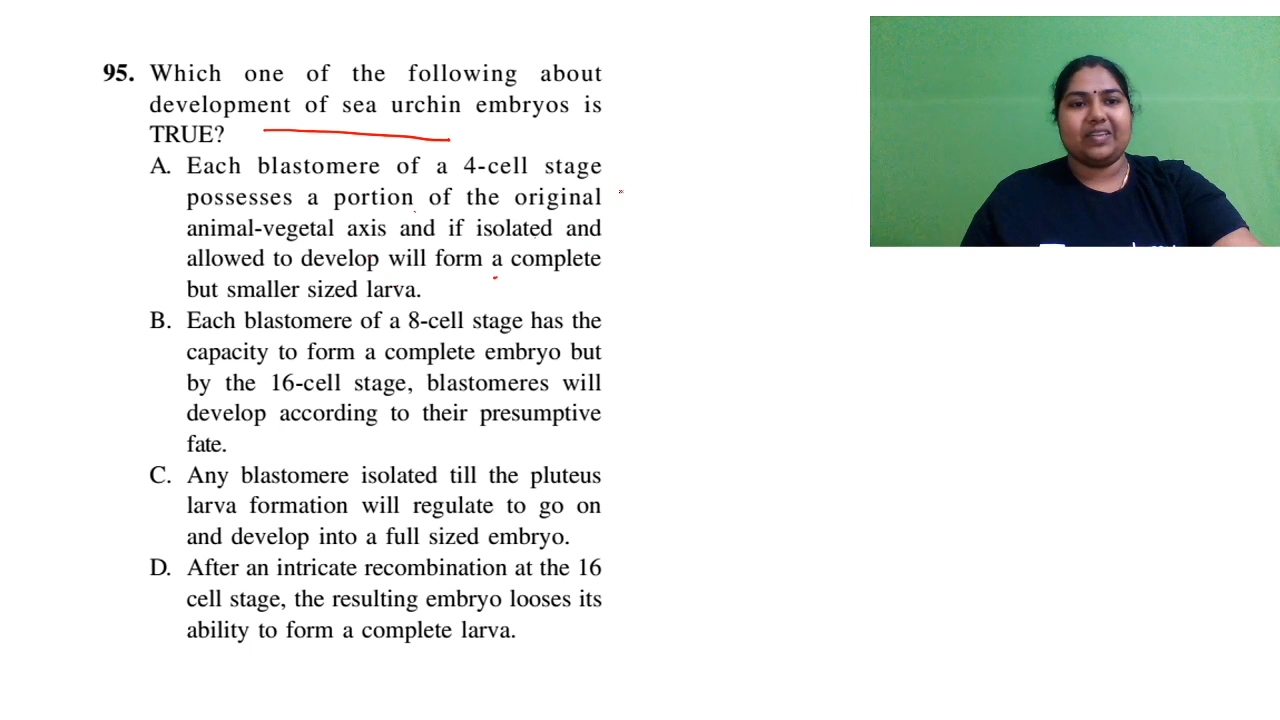 95. Which one of the following about
development of sea urchin embryos is
TRUE?
A. Each blastomere of a 4-cell stage
possesses a portion of the original
animal-vegetal axis and if isolated and
allowed to develop will form a complete
but smaller sized larva.
B. Each blastomere of a 8-cell stage has the
capacity to form a complete embryo but
by the 16-cell stage, blastomeres will
develop according to their presumptive
fate.
C. Any blastomere isolated till the pluteus
larva formation will regulate to go on
and develop into a full sized embryo.
D. After an intricate recombination at the 16
cell stage, the resulting embryo looses its
ability to form a complete larva.